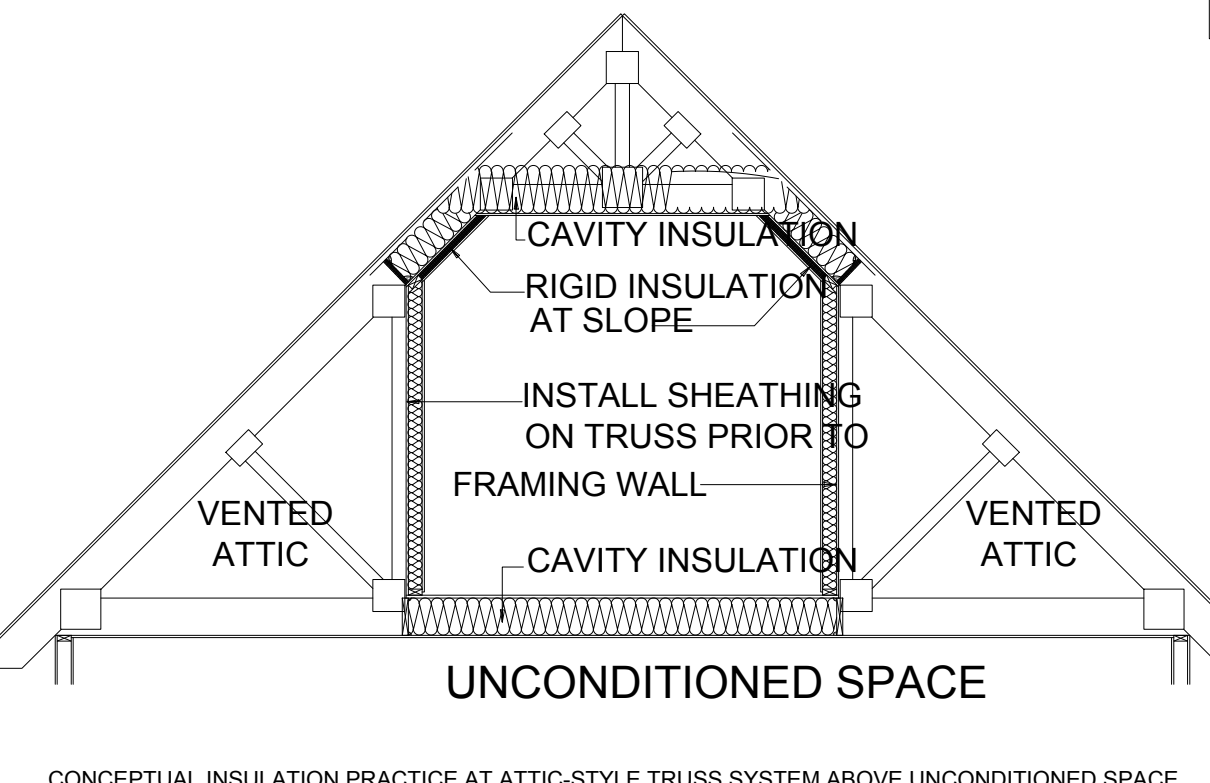 CAVITY INSULATION
RIGID INSULATION
AT SLOPE
INSTALL SHEATHING
ON TRUSS PRIOR TO
FRAMING WALL
VENTED
ATTIC
VENTED
ATTIC
CAVITY INSULATION
UNCONDITIONED SPACE
CONCEPTUAL INSULATION PRACTICE AT ATTIC-STYLE TRUSS SYSTEM ABOVE UNCONDITIONED SPACE